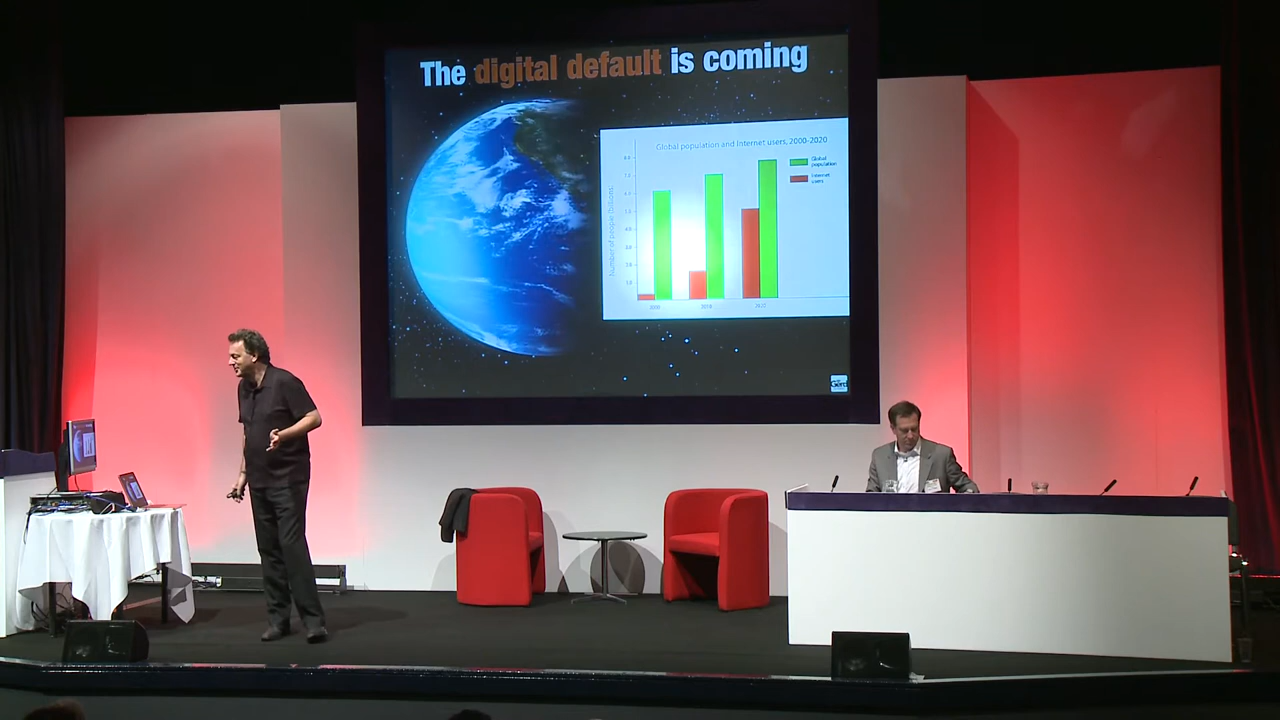 The digital default is coming
Global population and Internet users, 2000-2020
Global
population
Internet
users
Number of people (billions)
2000
2010
2020
Gerd